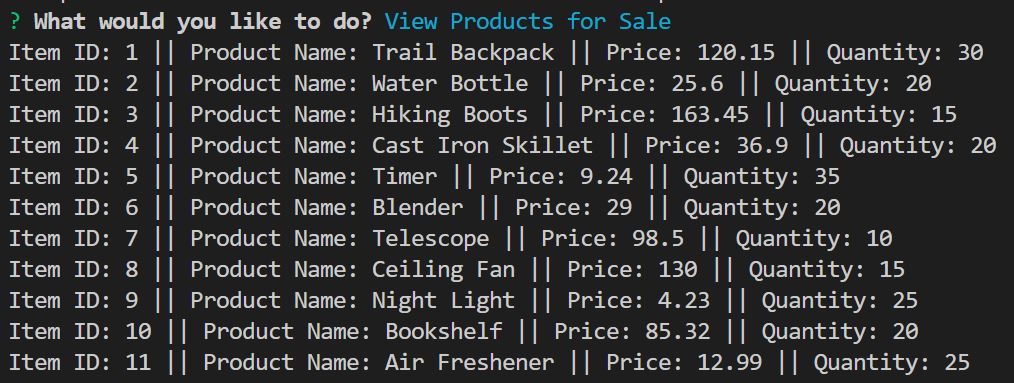 ? What would you like to do? View Products for Sale
Item ID: 1 || Product Name: Trail Backpack || Price: 120.15 || Quantity: 30
Item ID: 2 || Product Name: Water Bottle || Price: 25.6 || Quantity: 20
Item ID: 3 || Product Name: Hiking Boots || Price: 163.45 || Quantity: 15
Item ID: 4 || Product Name: Cast Iron Skillet || Price: 36.9 || Quantity: 20
Item ID: 5 || Product Name: Timer || Price: 9.24 || Quantity: 35
Item ID: 6 || Product Name: Blender || Price: 29 || Quantity: 20
Item ID: 7 || Product Name: Telescope || Price: 98.5 || Quantity: 10
Item ID: 8 || Product Name: Ceiling Fan || Price: 130 || Quantity: 15
Item ID: 9 || Product Name: Night Light || Price: 4.23 || Quantity: 25
Item ID: 10 || Product Name: Bookshelf || Price: 85.32 || Quantity: 20
Item ID: 11 || Product Name: Air Freshener || Price: 12.99 || Quantity: 25